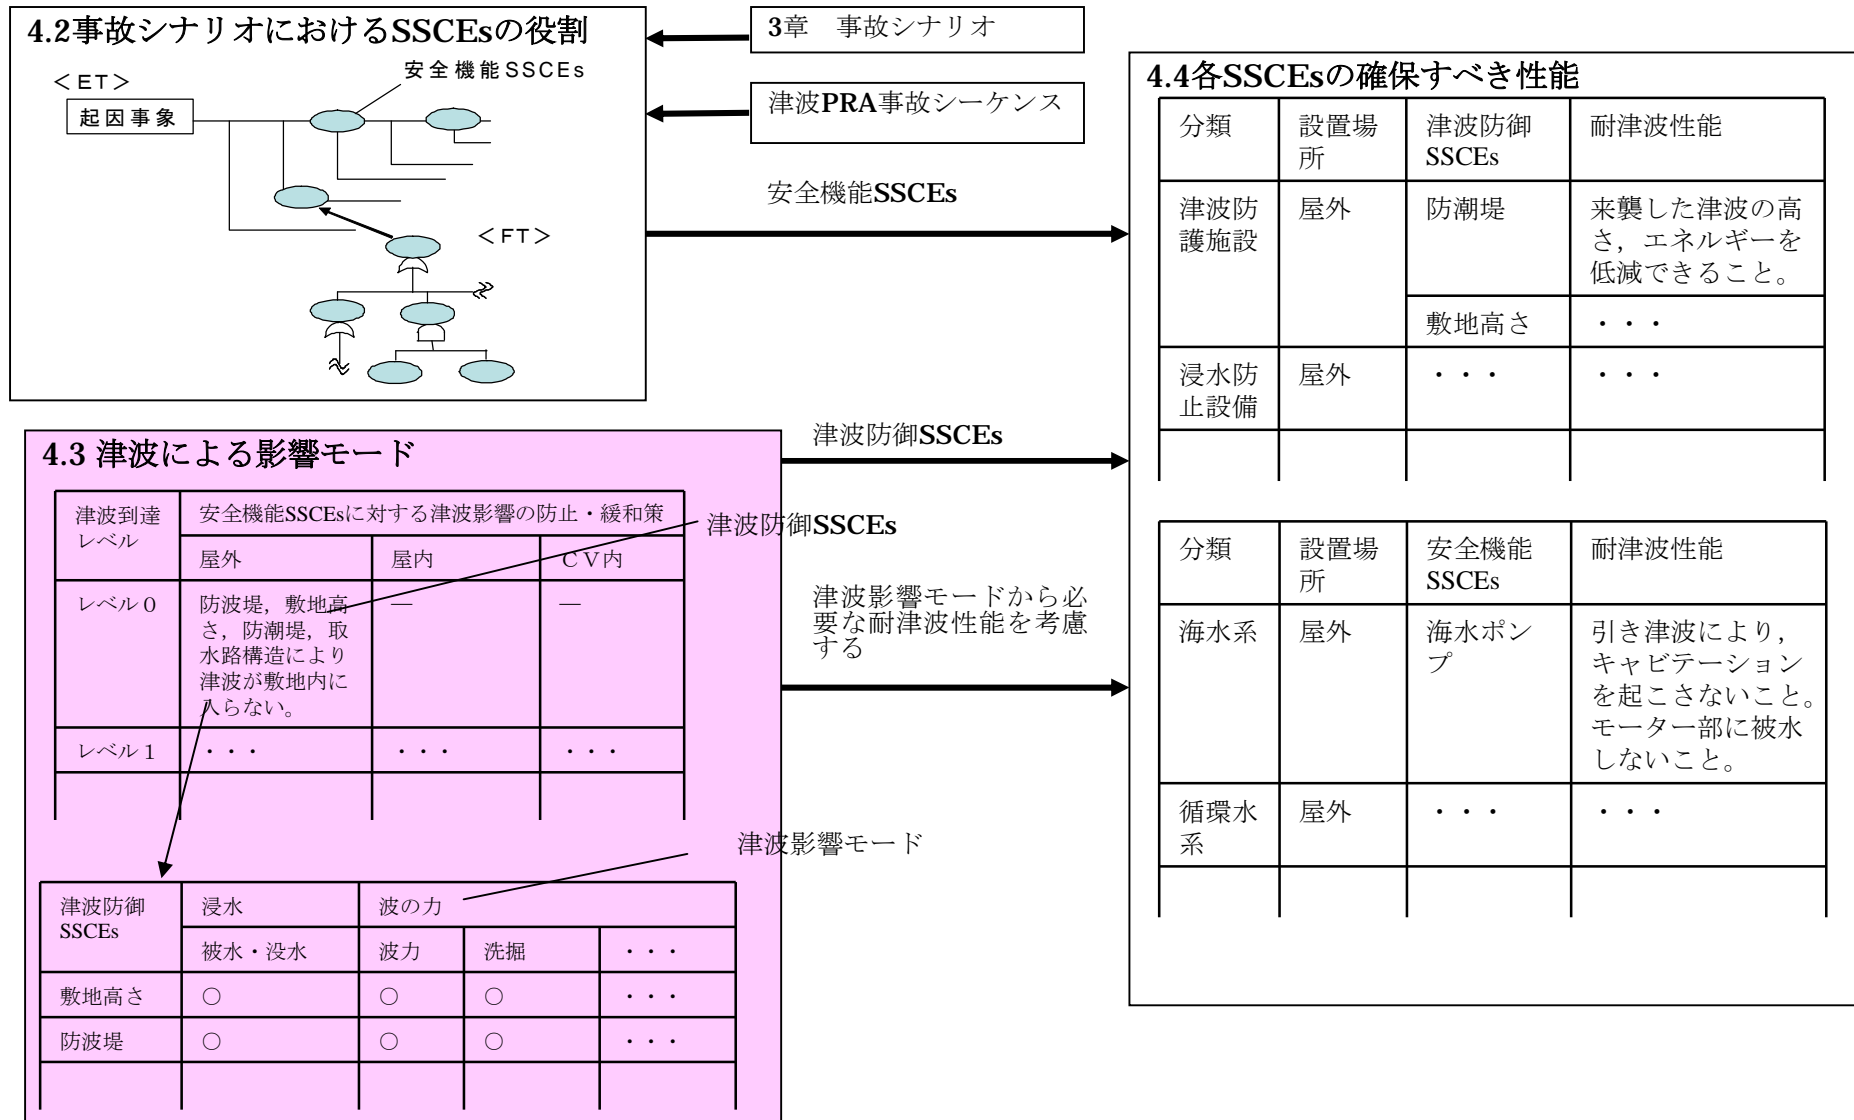 4.2事故シナリオにおけるSSCEsの役割
＜ET＞
安全機能SSCEs
起因事象
＜FT＞
3章　事故シナリオ
津波PRA事故シーケンス
安全機能SSCEs
4.3 津波による影響モード
津波到達
レベル
安全機能SSCEsに対する津波影響の防止・緩和策
屋外
屋内
ＣＶ内
レベル０
防波堤，敷地高
さ，防潮堤，取
水路構造により
津波が敷地内に
入らない。
―
―
レベル１
・・・
・・・
・・・
津波防御
SSCEs
浸水
波の力
被水・没水
波力
洗掘
・・・
敷地高さ
○
○
○
・・・
防波堤
○
○
○
・・・
津波防御SSCEs
津波防御SSCEs
津波影響モードから必
要な耐津波性能を考慮
する
津波影響モード
4.4各SSCEsの確保すべき性能
分類
設置場
所
津波防御
SSCEs
耐津波性能
津波防
護施設
屋外
防潮堤
来襲した津波の高
さ，エネルギーを
低減できること。
敷地高さ
・・・
浸水防
止設備
屋外
・・・
・・・
分類
設置場
所
安全機能
SSCEs
耐津波性能
海水系
屋外
海水ポン
プ
引き津波により，
キャビテーション
を起こさないこと。
モーター部に被水
しないこと。
循環水
系
屋外
・・・
・・・